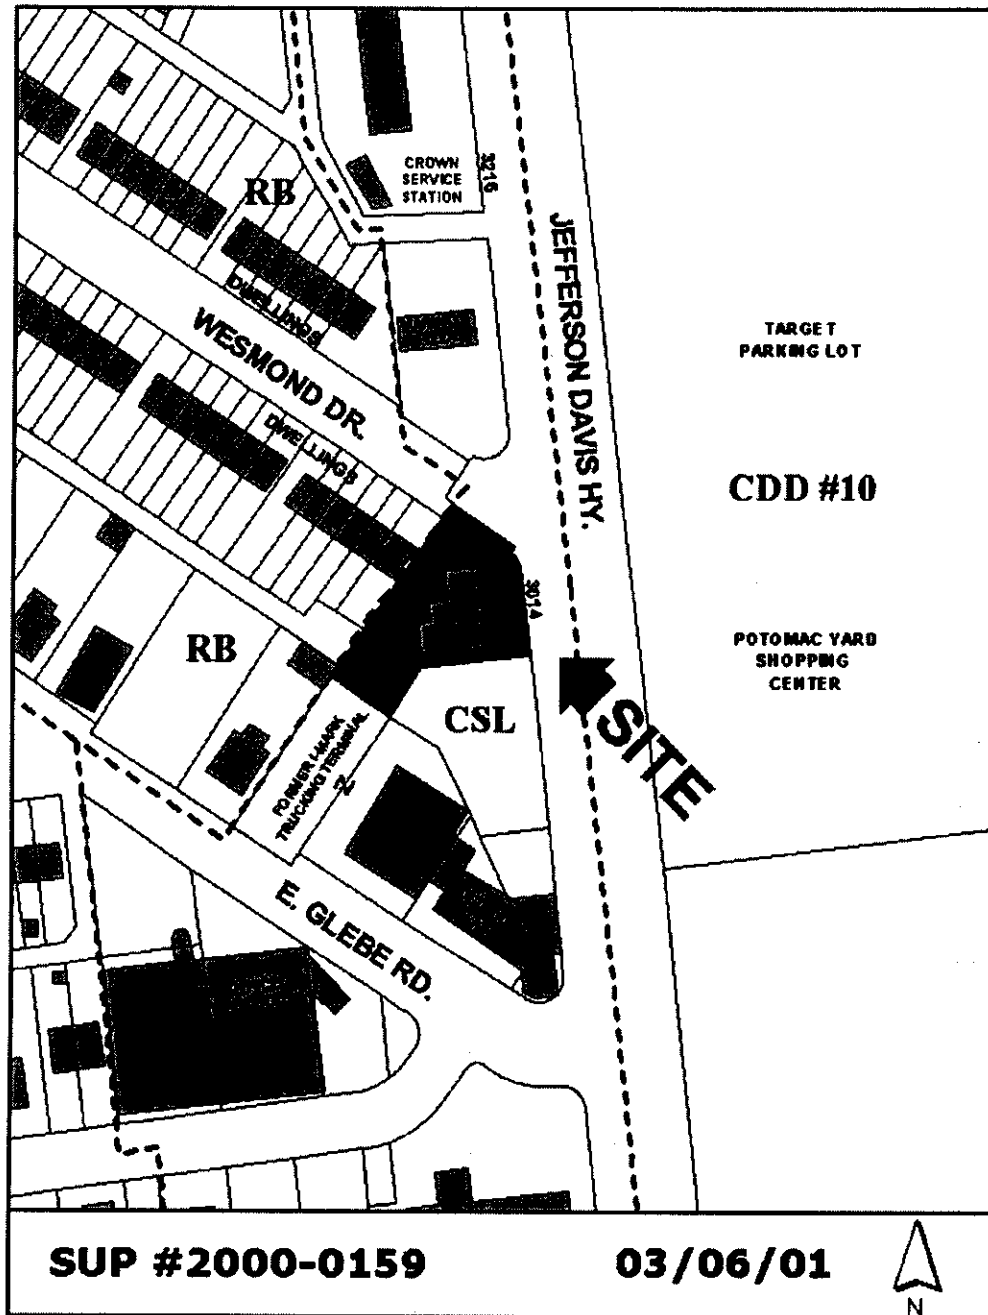 CROWN
SERVICE
STATION
3216
RB
DWELLINGS
WESMOND DR.
JEFFERSON DAVIS HY.
TARGET
PARKING LOT
DWELLINGS
CDD #10
3014
RB
POTOMAC YARD
SHOPPING
CENTER
CSL
SITE
FORMER I-MARK
TRUCKING TERMINAL
E. GLEBE RD.
SUP #2000-0159
03/06/01
N